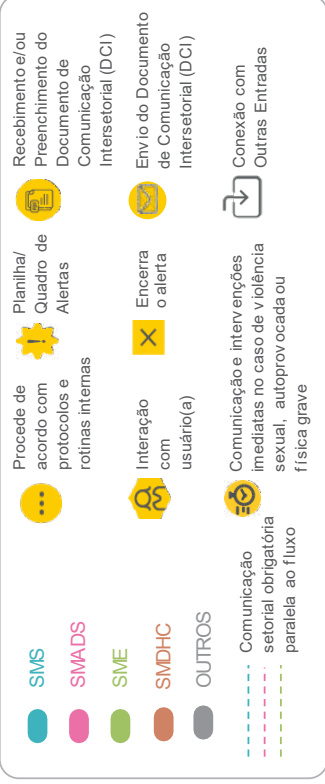 SMS
SMADS
SME
SMDHC
OUTROS
Comunicação
setorial obrigatória
paralela ao fluxo
Procede de
acordo com
protocolos e
rotinas internas
Interação
com
usuário(a)
Comunicação e intervenções
imediatas no caso de violência
sexual, autoprovocada ou
física grave
Planilha/
Quadro de
Alertas
Encerra
o alerta
Recebimento e/ou
Preenchimento do
Documento de
Comunicação
Intersetorial (DCI)
Envio do Documento
de Comunicação
Intersetorial (DCI)
Conexão com
Outras Entradas